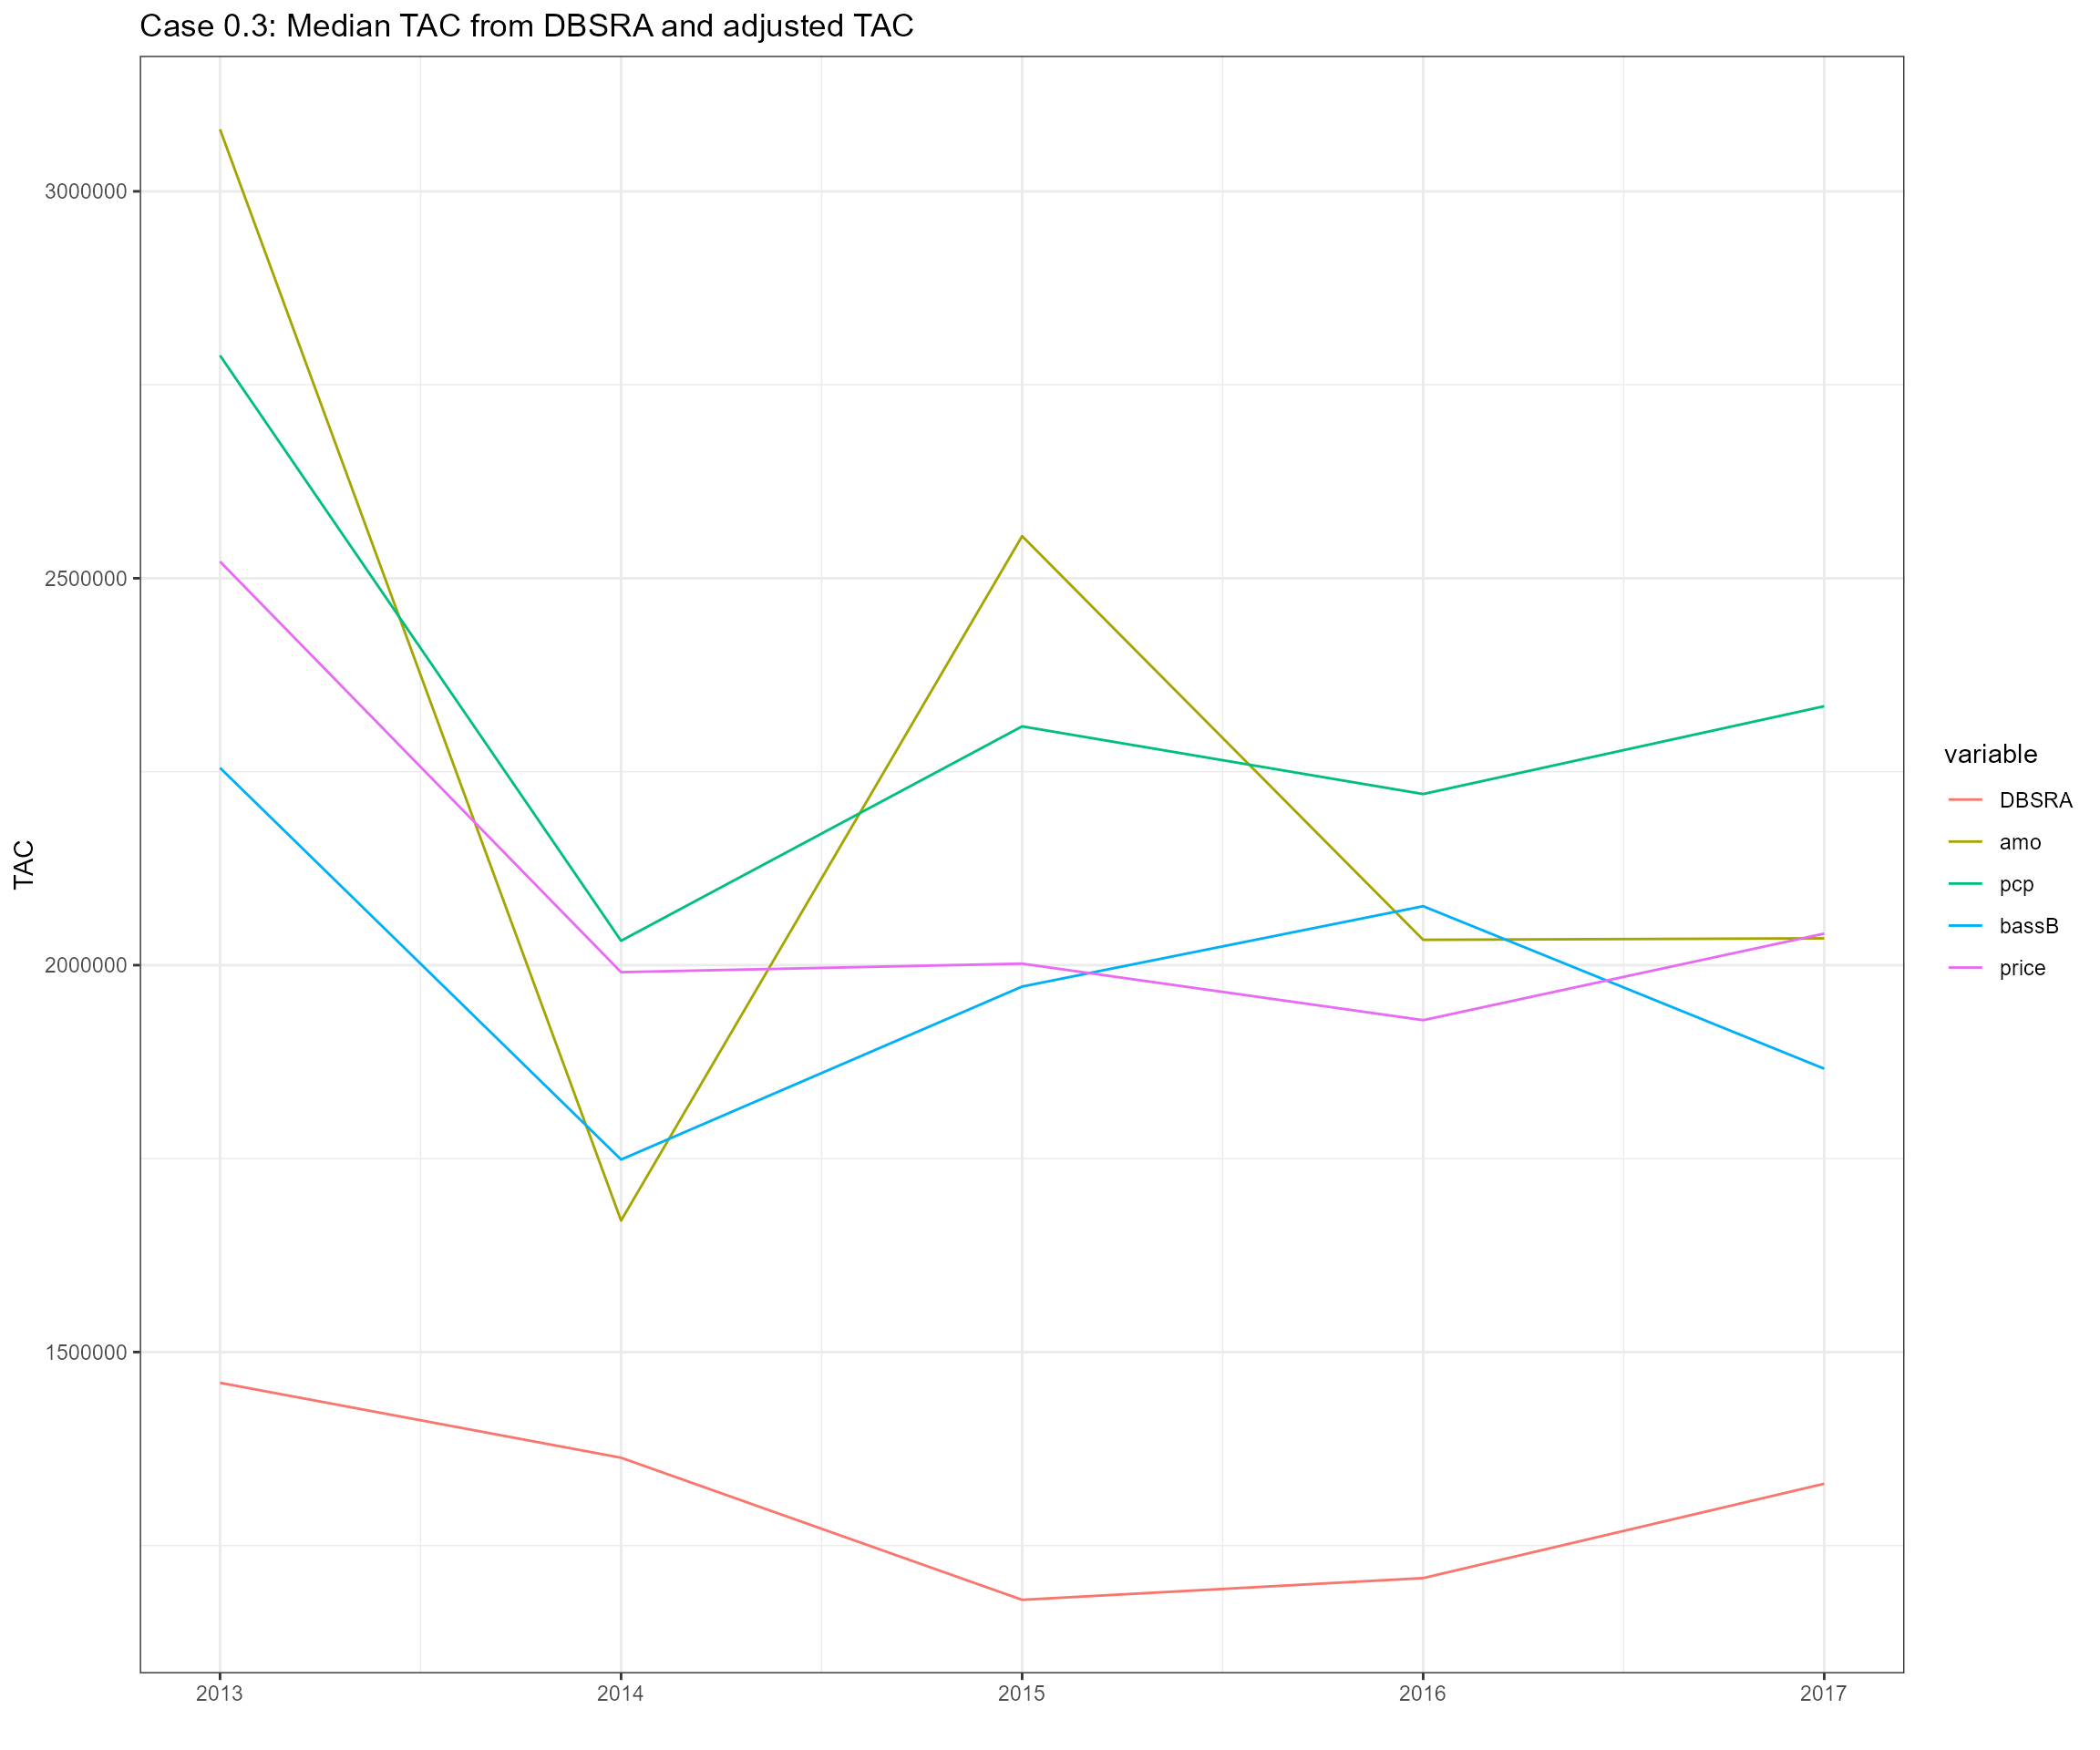 Case 0.3: Median TAC from DBSRA and adjusted TAC
3000000
2500000
2000000
1500000
TAC
2013
2014
2015
2016
2017
variable
DBSRA
amo
pcp
bassB
price